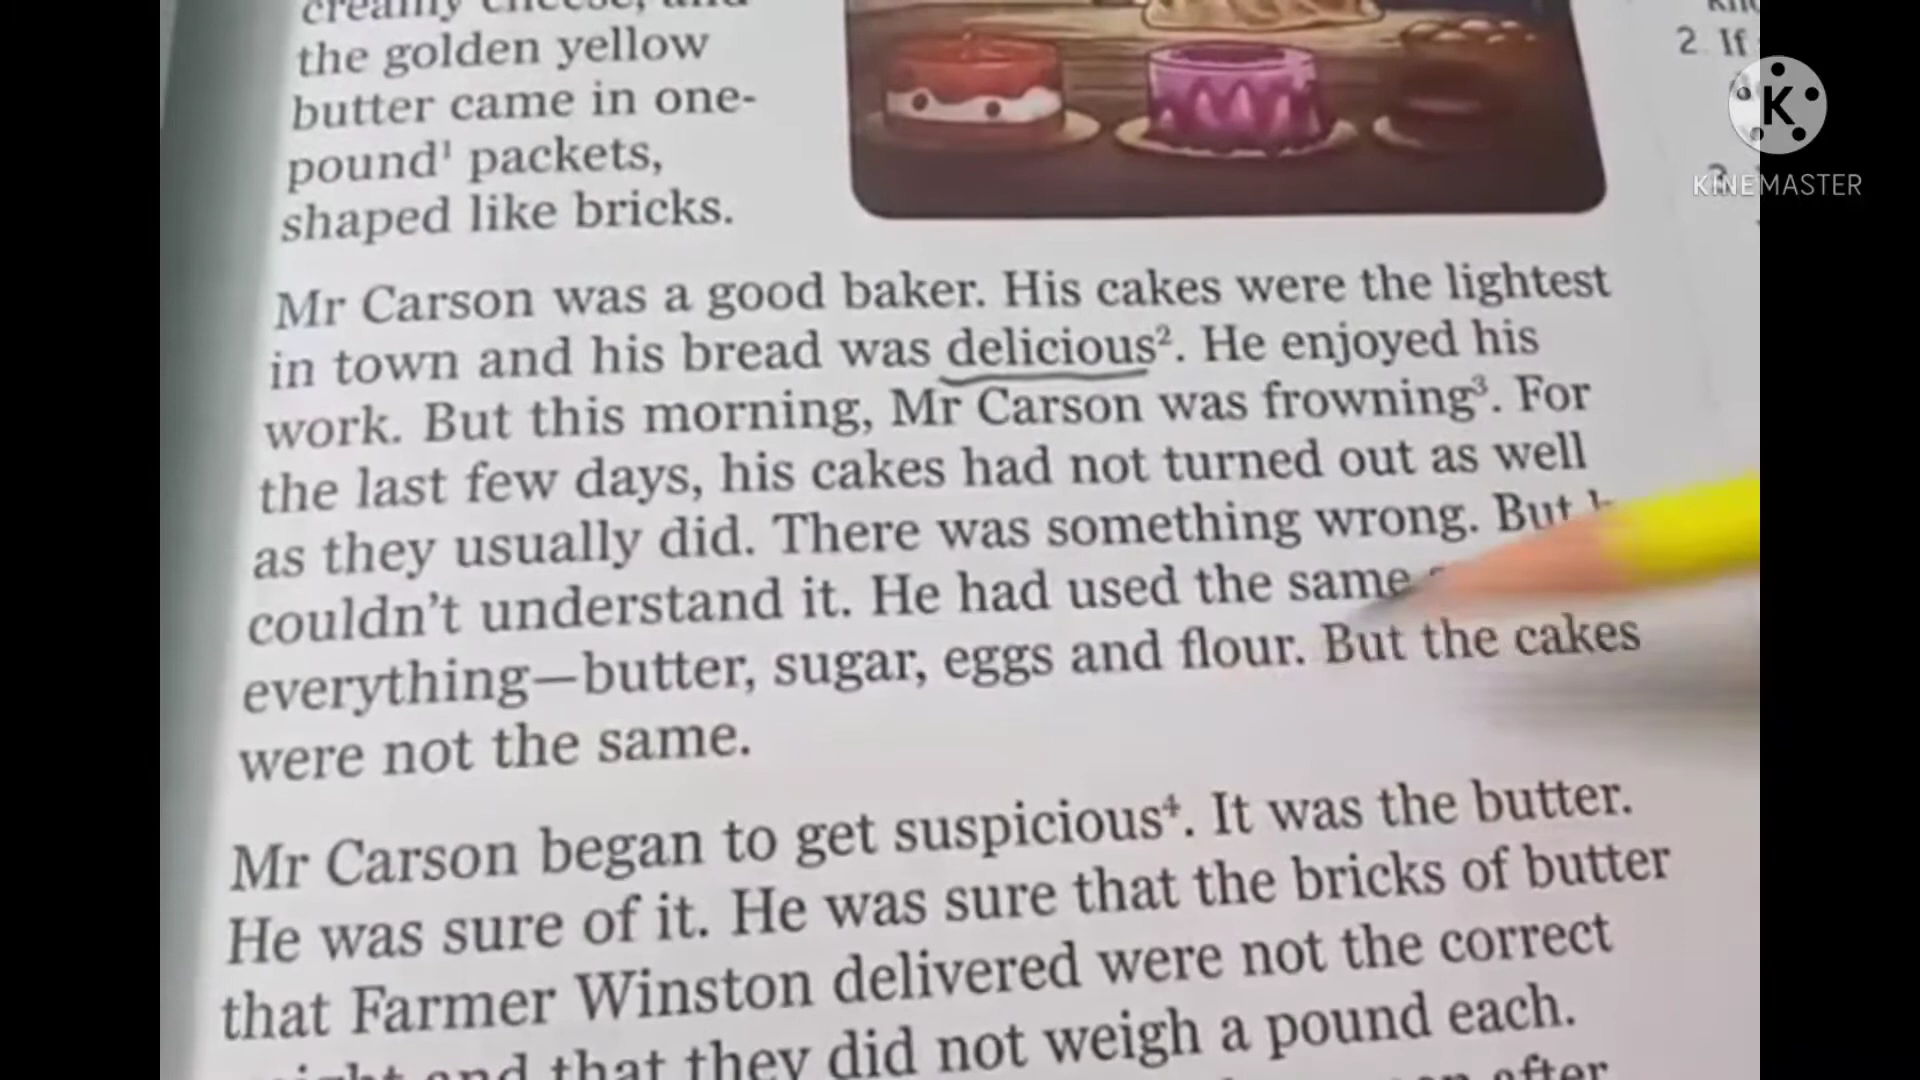 creamy cheese, and
the golden yellow
butter came in one-
pound¹ packets,
shaped like bricks.
2 If
KINEMASTER
Mr Carson was a good baker. His cakes were the lightest
in town and his bread was delicious². He enjoyed his
work. But this morning, Mr Carson was frowning³. For
the last few days, his cakes had not turned out as well
as they usually did. There was something wrong. But
couldn't understand it. He had used the same
everything—butter, sugar, eggs and flour. But the cakes
were not the same.
Mr Carson began to get suspicious⁴. It was the butter.
He was sure of it. He was sure that the bricks of butter
that Farmer Winston delivered were not the correct
and that they did not weigh a pound each.
after